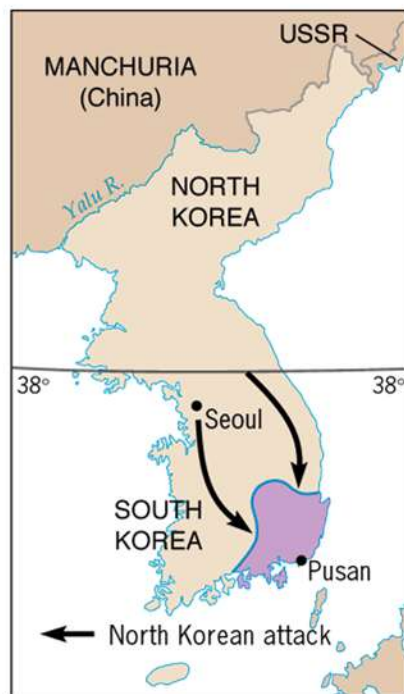 USSR
MANCHURIA
(China)
Yalu R.
NORTH
KOREA
38°
38°
Seoul
SOUTH
KOREA
Pusan
North Korean attack